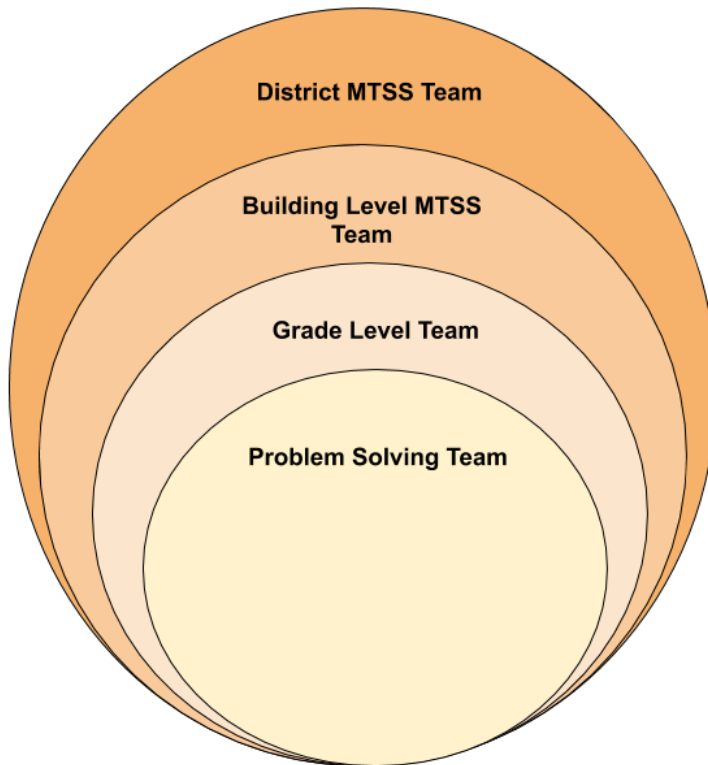 District MTSS Team
Building Level MTSS
Team
Grade Level Team
Problem Solving Team